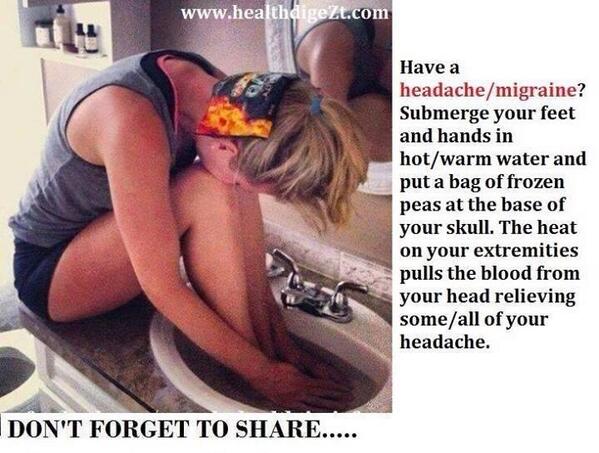 www.healthdigeZt.com
Have a
headache/migraine?
Submerge your feet
and hands in
hot/warm water and
put a bag of frozen
peas at the base of
your skull. The heat
on your extremities
pulls the blood from
your head relieving
some/all of your
headache.
DON'T FORGET TO SHARE.....